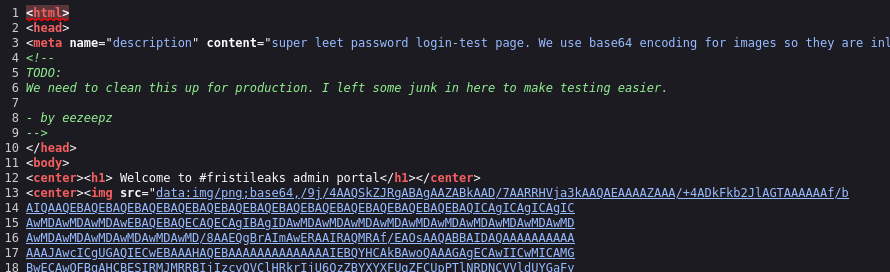 1 <html>
2 <head>
3 <meta name="description" content="super leet password login-test page. We use base64 encoding for images so they are inl
4 <!--
5 TODO:
6 We need to clean this up for production. I left some junk in here to make testing easier.
7
8 - by eezeepz
9 -->
10 </head>
11 <body>
12 <center><h1> Welcome to #fristileaks admin portal</h1></center>
13 <center><img src="data:img/png;base64,/9j/4AAQSkZJRgABAgAAZABkAAD/7AARRHVja3kAAQAEAAAAZAAA/+4ADkFkb2JlAGTAAAAAAf/b
14 AIQAAQEBAQEBAQEBAQEBAQEBAQEBAQEBAQEBAQEBAQEBAQEBAQEBAQEBAQEBAQICAgICAgICAgIC
15 AwMDAwMDAwMDAwEBAQEBAQECAQECAgIBAgIDAwMDAwMDAwMDAwMDAwMDAwMDAwMDAwMDAwMDAwMD
16 AwMDAwMDAwMDAwMDAwMDAwMD/8AAEQgBrAImAwERAAIRAQMRAf/EAOsAAQABBAIDAQAAAAAAAAAA
17 AAAJAwcICgUGAQIECwEBAAAHAQEBAAAAAAAAAAAAAAIEBQYHCAkBAwoQAAAGAgECAwIICwMICAMG
18